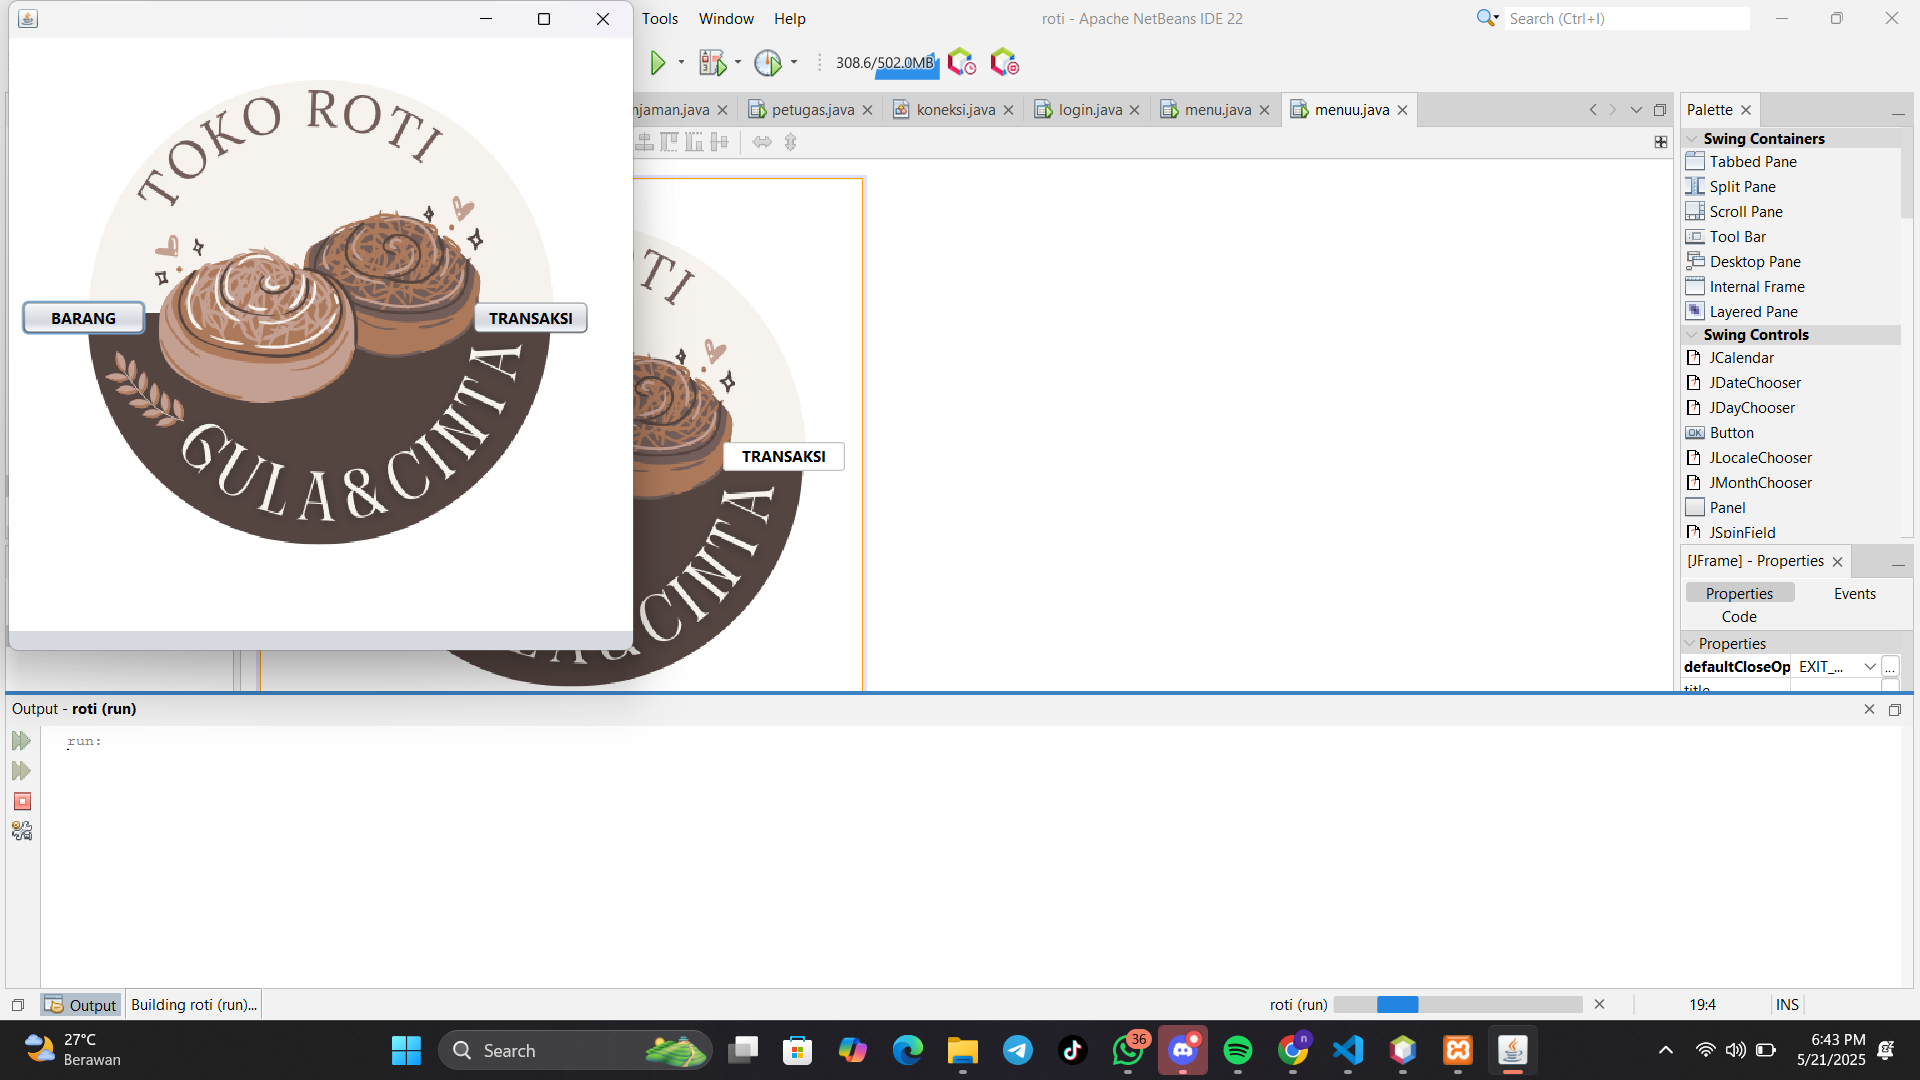 Tools Window Help
roti - Apache NetBeans IDE 22
Search (Ctrl+I)
308.6/502.0MB
njaman.java
petugas.java
koneksi.java
login.java
menu.java
menuu.java
TOKO ROTI
BARANG
TRANSAKSI
GULA&CINTA
TI
TRANSAKSI
&CINTA
Palette
Swing Containers
Tabbed Pane
Split Pane
Scroll Pane
Tool Bar
Desktop Pane
Internal Frame
Layered Pane
Swing Controls
JCalendar
JDateChooser
JDayChooser
OK Button
JLocaleChooser
JMonthChooser
Panel
JSpinField
[JFrame] - Properties
Properties Events
Code
Properties
defaultCloseOp EXIT_... ...
title
Output - roti (run)
run:
Output
Building roti (run)...
roti (run)
19:4
INS
27°C
Berawan
Search
36
n
6:43 PM
5/21/2025